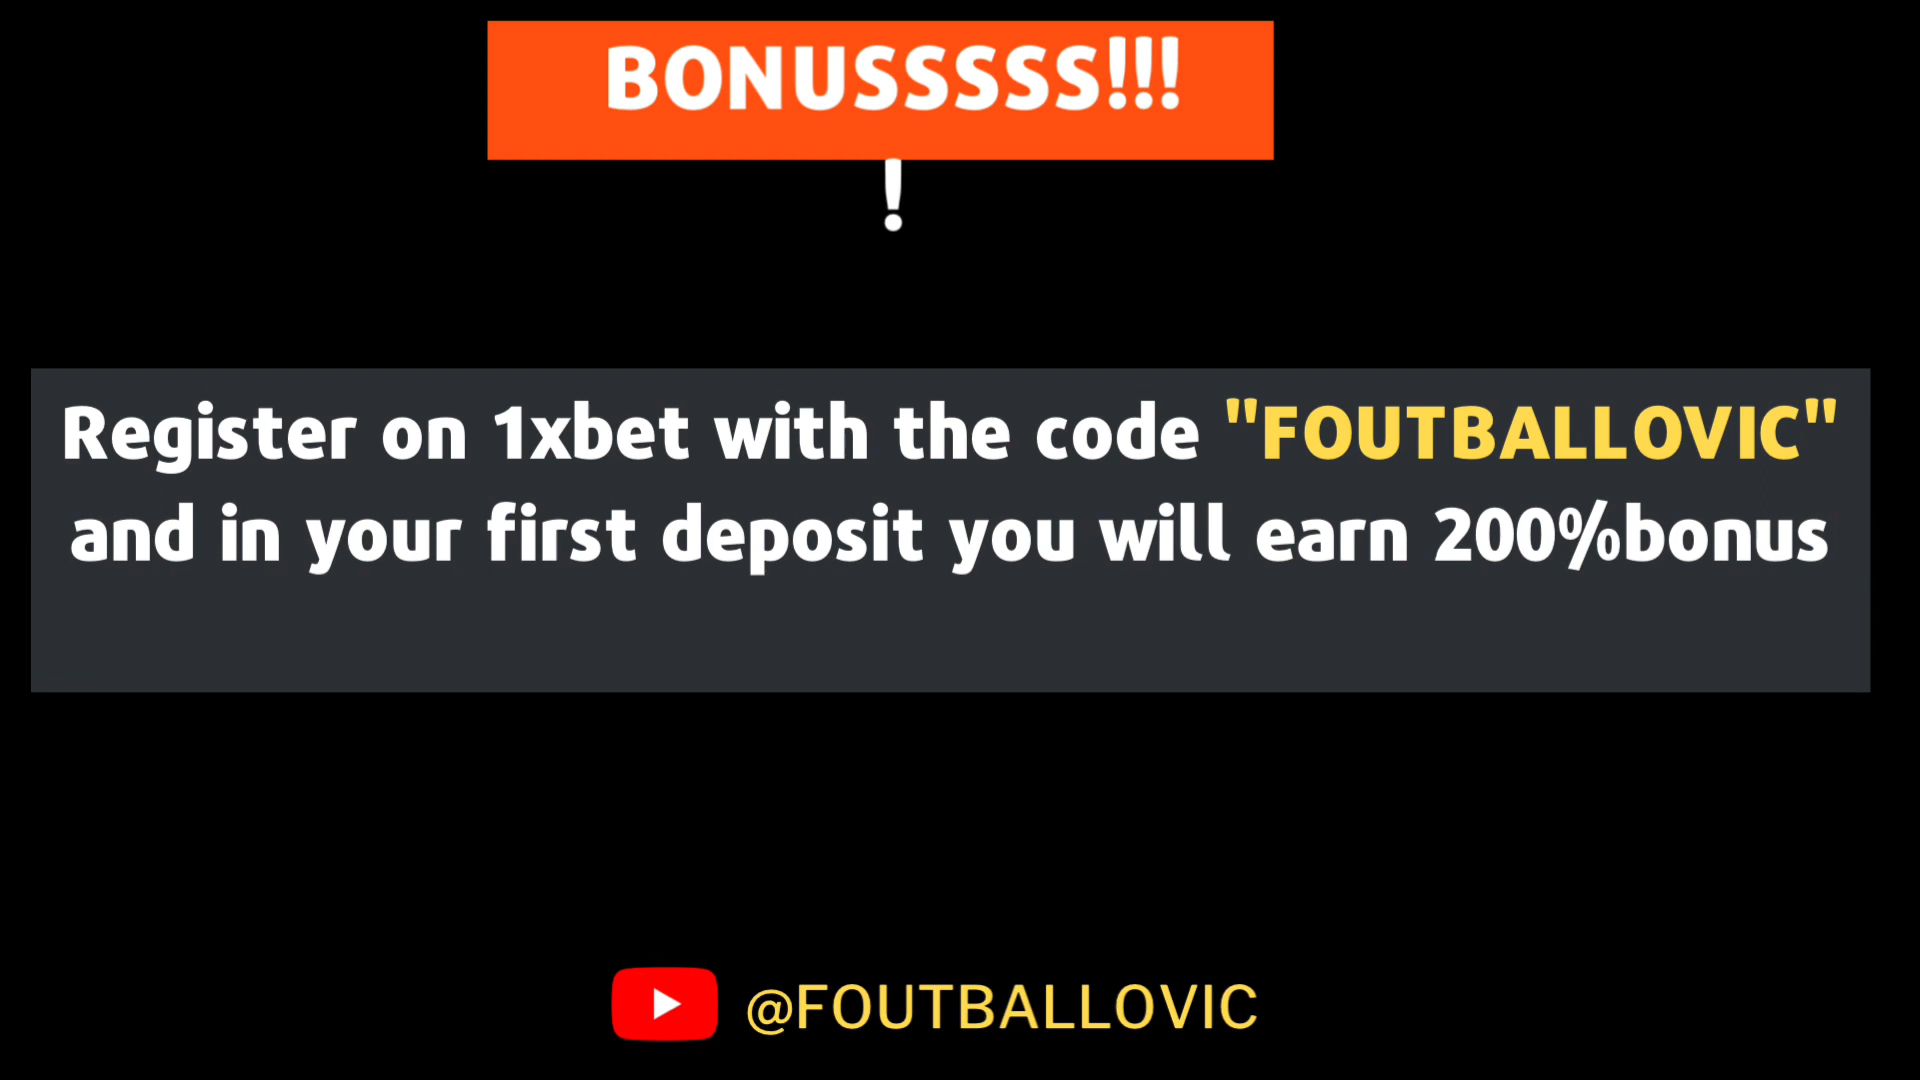 BONUSSSSS!!!
!
Register on 1xbet with the code "FOUTBALLOVIC"
and in your first deposit you will earn 200%bonus
@FOUTBALLOVIC